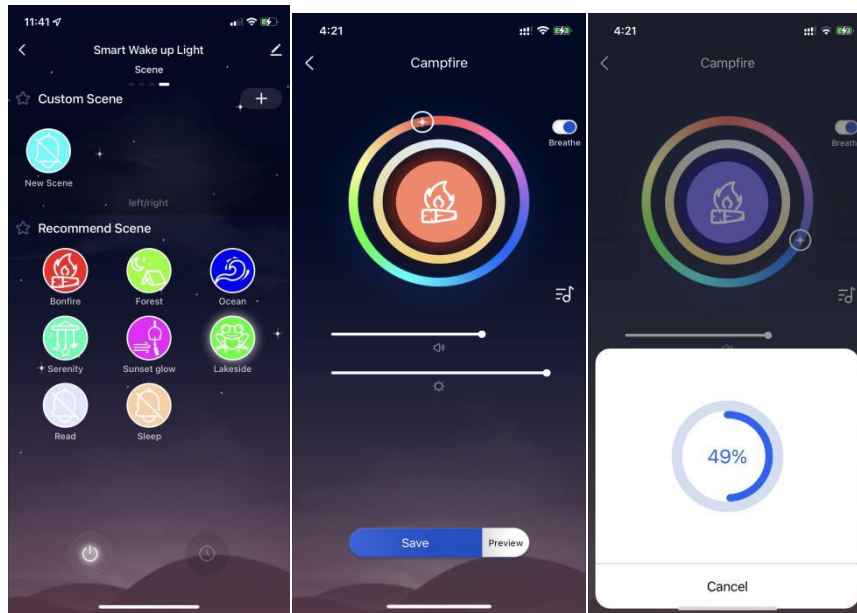 11:41
Smart Wake up Light
Scene
Custom Scene
+
New Scene
left/right
Recommend Scene
Bonfire
Forest
Ocean
Serenity
Sunset glow
Lakeside
Read
Sleep
4:21
Campfire
Breathe
Save
Preview
4:21
Campfire
Breath
49%
Cancel